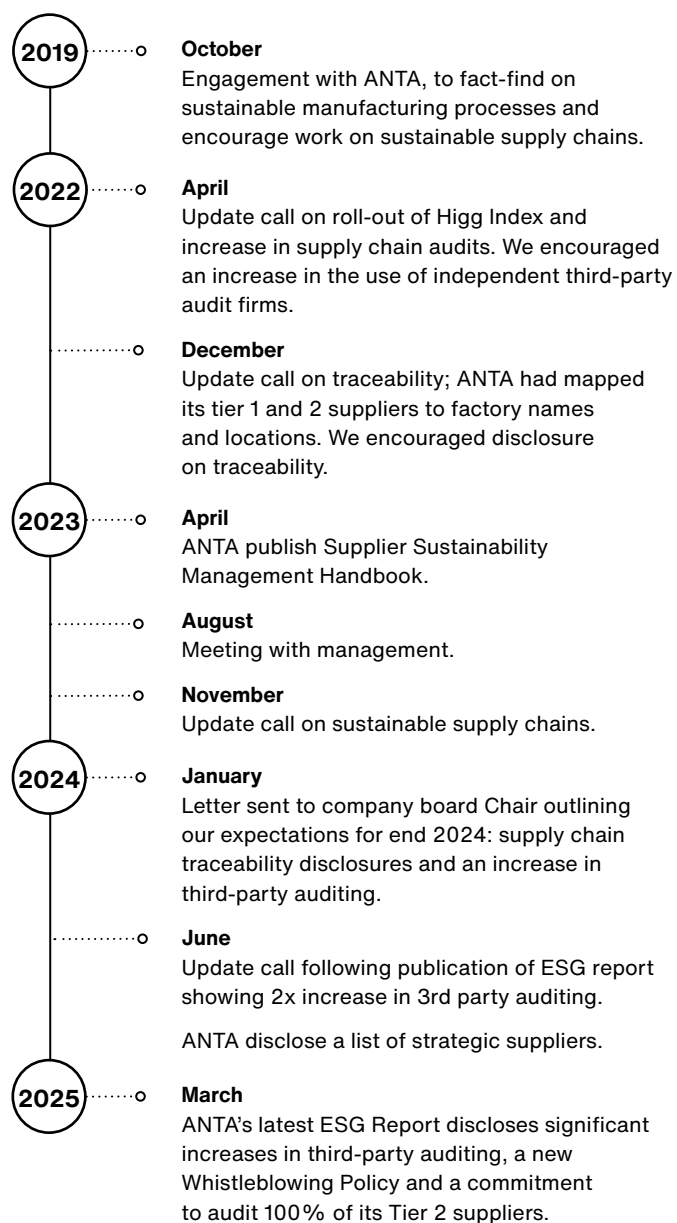 2019
October
Engagement with ANTA, to fact-find on
sustainable manufacturing processes and
encourage work on sustainable supply chains.
2022
April
Update call on roll-out of Higg Index and
increase in supply chain audits. We encouraged
an increase in the use of independent third-party
audit firms.
December
Update call on traceability; ANTA had mapped
its tier 1 and 2 suppliers to factory names
and locations. We encouraged disclosure
on traceability.
2023
April
ANTA publish Supplier Sustainability
Management Handbook.
August
Meeting with management.
November
Update call on sustainable supply chains.
2024
January
Letter sent to company board Chair outlining
our expectations for end 2024: supply chain
traceability disclosures and an increase in
third-party auditing.
June
Update call following publication of ESG report
showing 2x increase in 3rd party auditing.
ANTA disclose a list of strategic suppliers.
2025
March
ANTA’s latest ESG Report discloses significant
increases in third-party auditing, a new
Whistleblowing Policy and a commitment
to audit 100% of its Tier 2 suppliers.